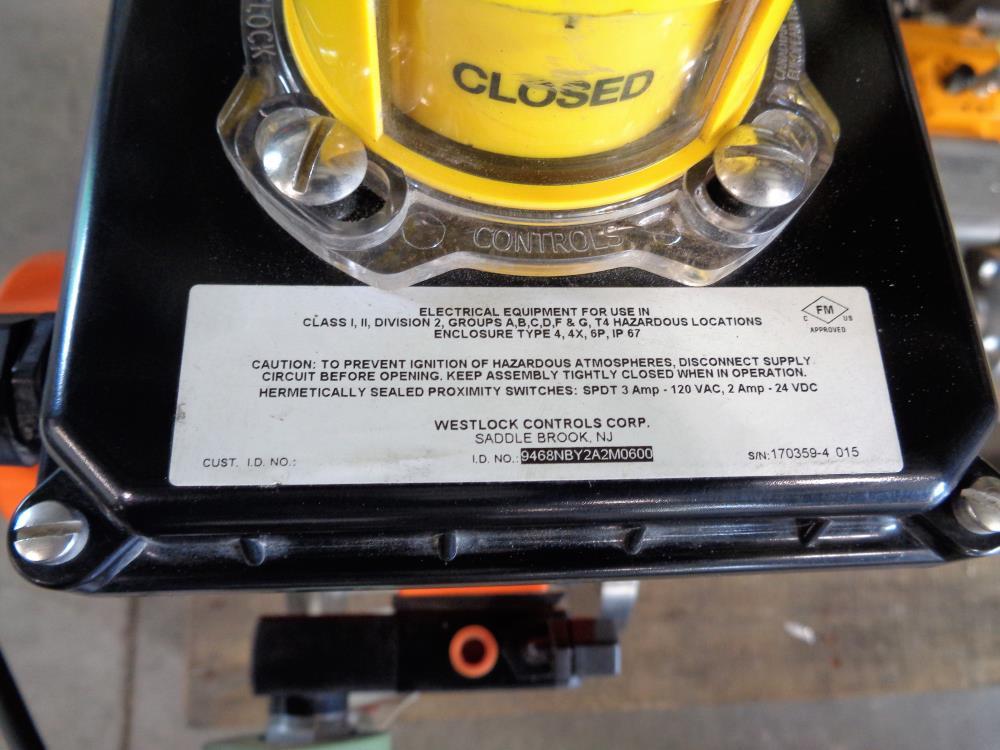 LOCK
CLOSED
CONTROLS
ELECTRICAL EQUIPMENT FOR USE IN
CLASS I, II, DIVISION 2, GROUPS A,B,C,D,F & G, T4 HAZARDOUS LOCATIONS
ENCLOSURE TYPE 4, 4X, 6P, IP 67
C FM US
APPROVED
CAUTION: TO PREVENT IGNITION OF HAZARDOUS ATMOSPHERES, DISCONNECT SUPPLY
CIRCUIT BEFORE OPENING. KEEP ASSEMBLY TIGHTLY CLOSED WHEN IN OPERATION.
HERMETICALLY SEALED PROXIMITY SWITCHES: SPDT 3 Amp - 120 VAC, 2 Amp - 24 VDC
WESTLOCK CONTROLS CORP.
SADDLE BROOK, NJ
CUST. I.D. NO.: I.D. NO.: 9468NBY2A2M0600 S/N: 170359-4 015